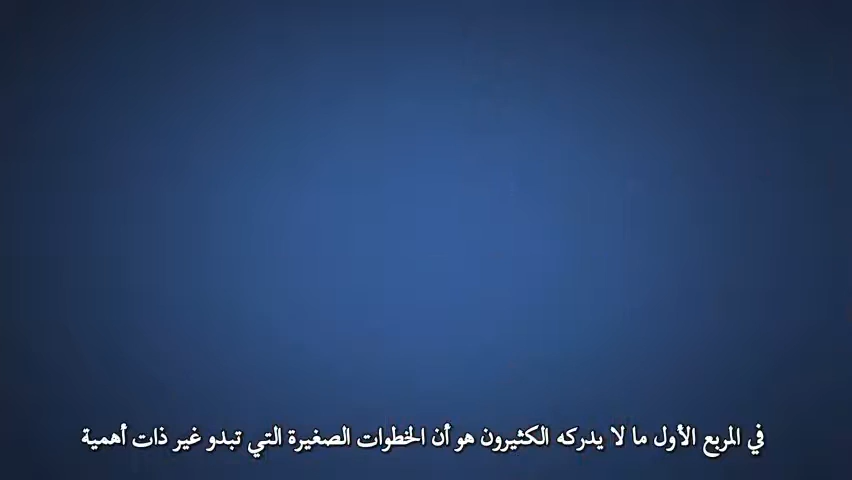 في المربع الأول ما لا يدركه الكثيرون هو أن الخطوات الصغيرة التي تبدو غير ذات أهمية